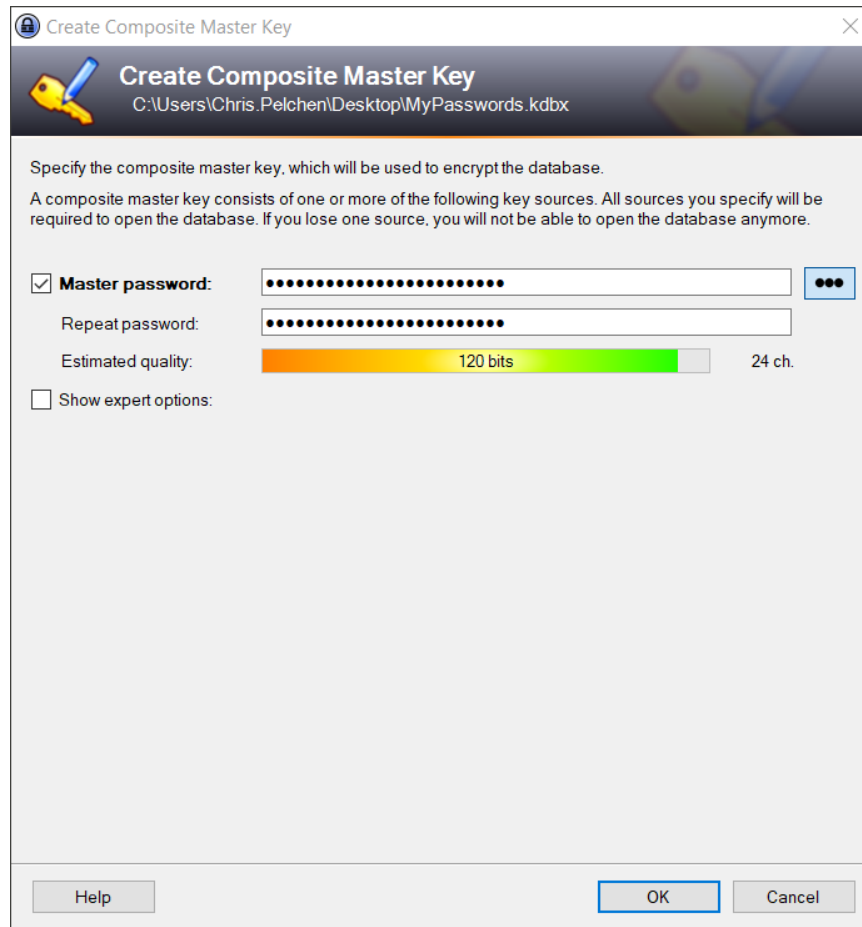 Create Composite Master Key
Create Composite Master Key
C:\Users\Chris.Pelchen\Desktop\MyPasswords.kdbx
Specify the composite master key, which will be used to encrypt the database.
A composite master key consists of one or more of the following key sources. All sources you specify will be
required to open the database. If you lose one source, you will not be able to open the database anymore.
Master password: ●●●●●●●●●●●●●●●●●●●●●●●● ●●●
Repeat password: ●●●●●●●●●●●●●●●●●●●●●●●●
Estimated quality: 120 bits 24 ch.
Show expert options:
Help OK Cancel